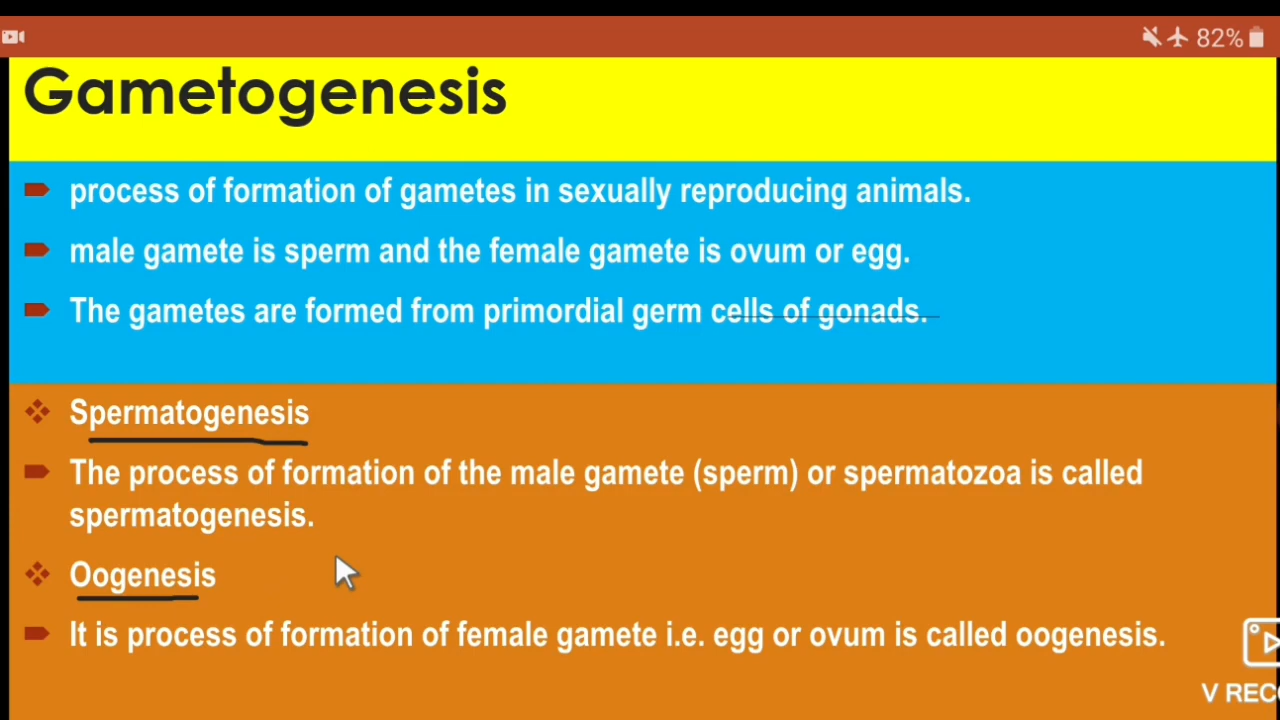 82%
Gametogenesis
process of formation of gametes in sexually reproducing animals.
male gamete is sperm and the female gamete is ovum or egg.
The gametes are formed from primordial germ cells of gonads.
Spermatogenesis
The process of formation of the male gamete (sperm) or spermatozoa is called
spermatogenesis.
Oogenesis
It is process of formation of female gamete i.e. egg or ovum is called oogenesis.
V REC